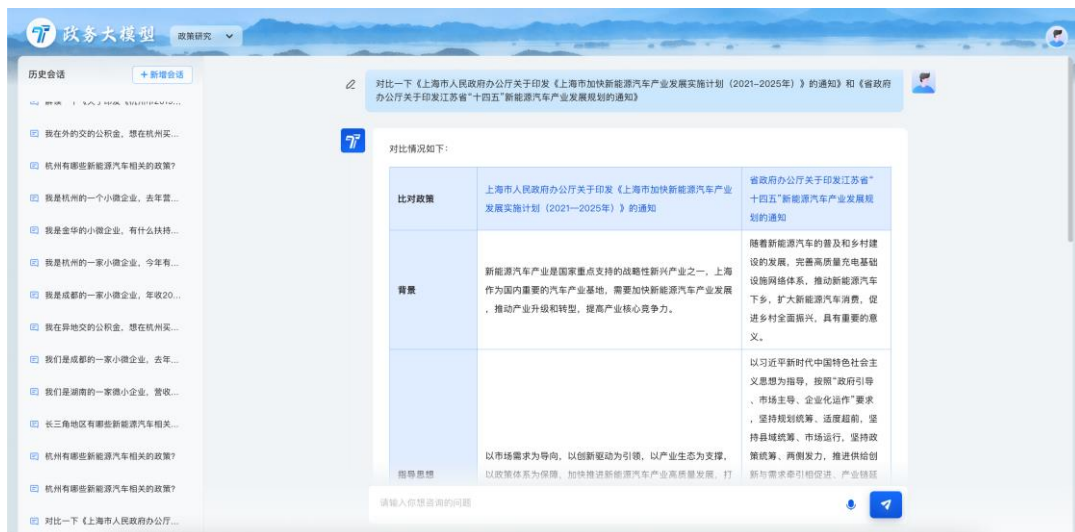 政务大模型
政策研究
历史会话
+新增会话
我在外的交的公积金，想在杭州买...
杭州有哪些新能源汽车相关的政策?
我是杭州的一个小微企业，去年营...
我是金华的小微企业，有什么扶持...
我是杭州的一家小微企业，今年有...
我是成都的一家小微企业，年收20...
我在异地交的公积金，想在杭州买...
我们是成都的一家小微企业，去年...
我们是湖南的一家微小企业，营收...
长三角地区有哪些新能源汽车相关...
杭州有哪些新能源汽车相关的政策?
杭州有哪些新能源汽车相关的政策?
对比一下《上海市人民政府办公厅...
对比一下《上海市人民政府办公厅关于印发《上海市加快新能源汽车产业发展实施计划（2021-2025年）》的通知》和《省政府
办公厅关于印发江苏省“十四五”新能源汽车产业发展规划的通知》
对比情况如下：
比对政策
上海市人民政府办公厅关于印发《上海市加快新能源汽车产业
发展实施计划（2021—2025年）》的通知
省政府办公厅关于印发江苏省“
十四五”新能源汽车产业发展规
划的通知
背景
新能源汽车产业是国家重点支持的战略性新兴产业之一，上海
作为国内重要的汽车产业基地，需要加快新能源汽车产业发展
，推动产业升级和转型，提高产业核心竞争力。
随着新能源汽车的普及和乡村建
设的发展，完善高质量充电基础
设施网络体系，推动新能源汽车
下乡，扩大新能源汽车消费，促
进乡村全面振兴，具有重要的意
义。
指导思想
以市场需求为导向，以创新驱动为引领，以产业生态为支撑，
以政策体系为保障，加快推进新能源汽车产业高质量发展，打
以习近平新时代中国特色社会主
义思想为指导，按照“政府引导
、市场主导、企业化运作”要求
，坚持规划统筹、适度超前，坚
持县域统筹、市场运行，坚持政
策统筹、两侧发力，推进供给创
新与需求牵引相促进、产业链延
请输入你想咨询的问题